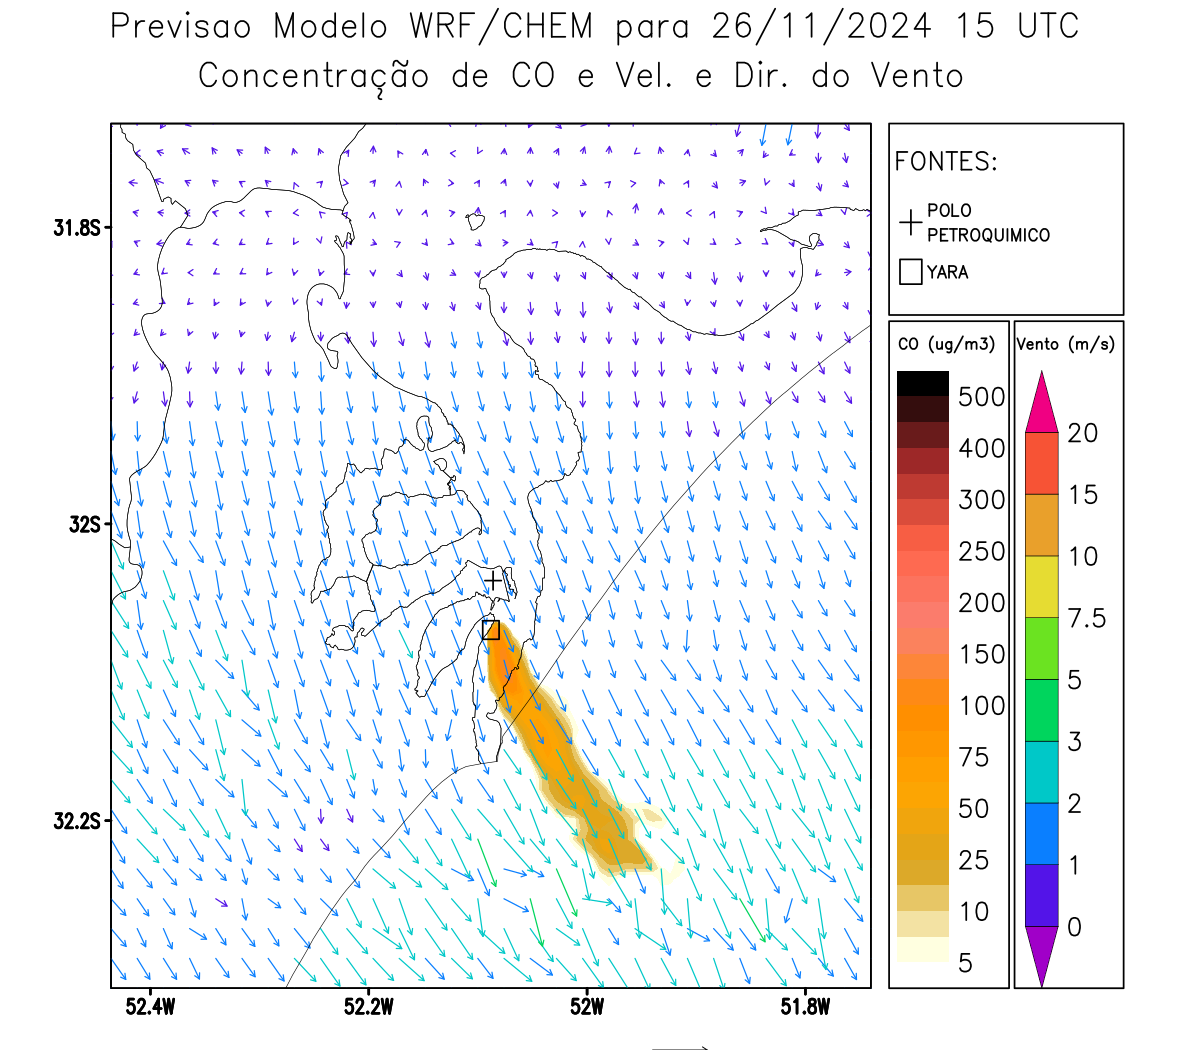 Previsao Modelo WRF/CHEM para 26/11/2024 15 UTC
Concentração de CO e Vel. e Dir. do Vento
FONTES:
POLO
PETROQUIMICO
YARA
CO (ug/m3)
500
400
300
250
200
150
100
75
50
25
10
5
Vento (m/s)
20
15
10
7.5
5
3
2
1
0
31.8S
32S
32.2S
52.4W
52.2W
52W
51.8W